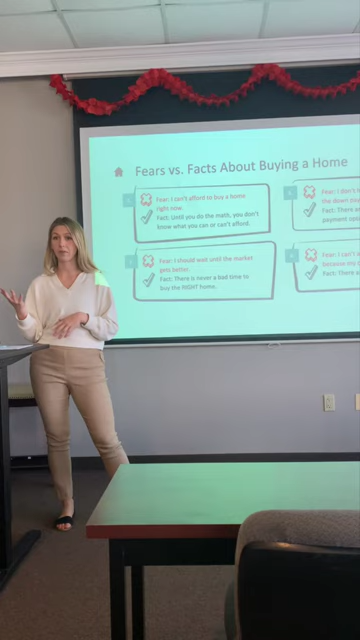 Fears vs. Facts About Buying a Home
Fear: I can't afford to buy a home
right now.
Fact: Until you do the math, you don't
know what you can or can't afford.
Fear: I don't
the down
Fact: There
payment
Fear: I should wait until the market
gets better.
Fact: There is never a bad time to
buy the RIGHT home.
Fear: I can't
because my
Fact: There